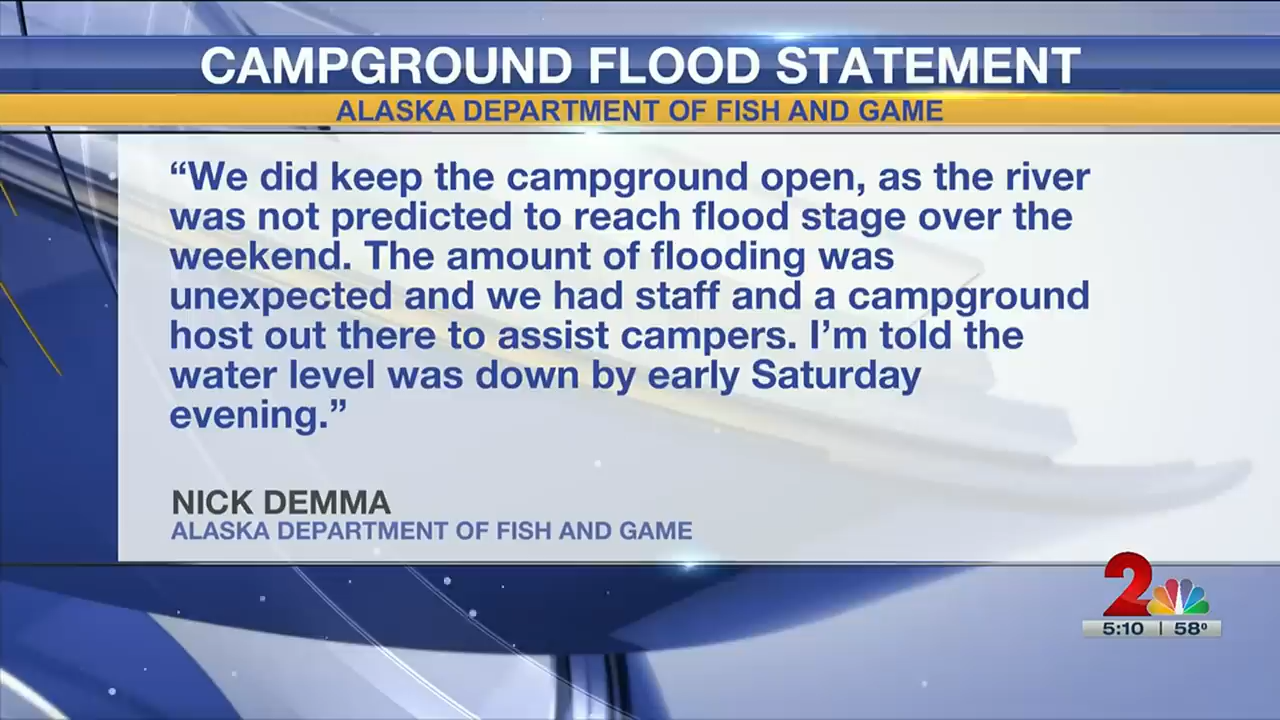 CAMPGROUND FLOOD STATEMENT
ALASKA DEPARTMENT OF FISH AND GAME
“We did keep the campground open, as the river
was not predicted to reach flood stage over the
weekend. The amount of flooding was
unexpected and we had staff and a campground
host out there to assist campers. I’m told the
water level was down by early Saturday
evening.”
NICK DEMMA
ALASKA DEPARTMENT OF FISH AND GAME
2
5:10 | 58°